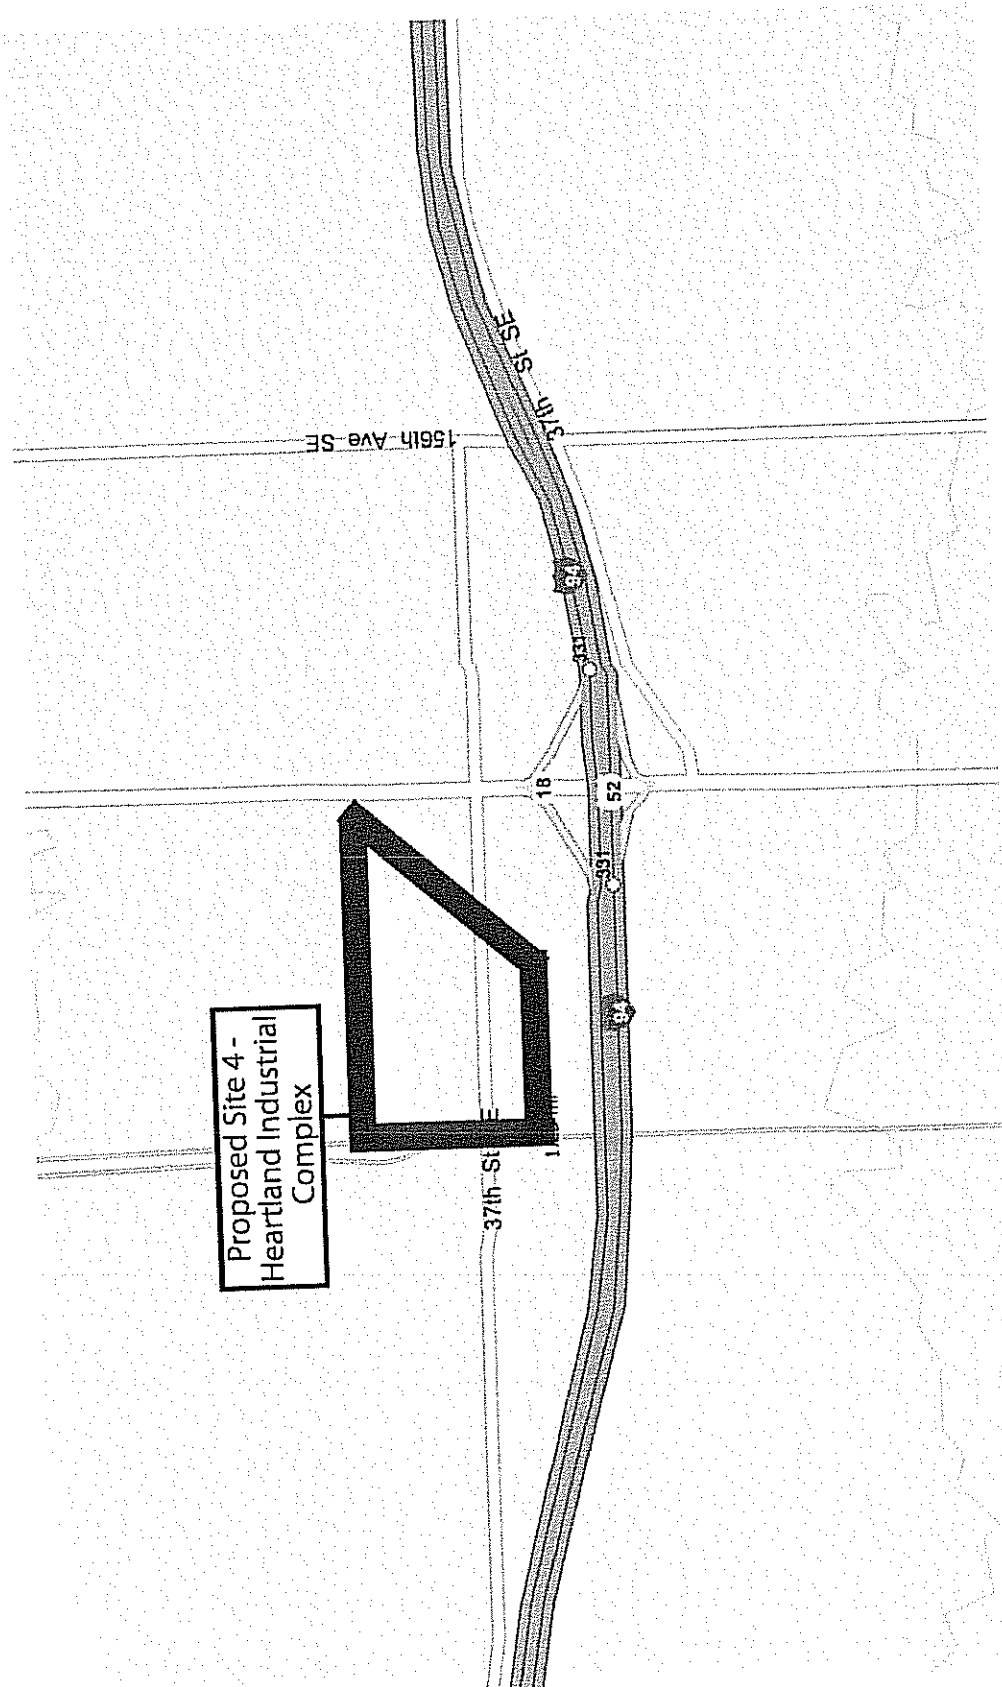 Proposed Site 4 -
Heartland Industrial
Complex
37th St
E
156th Ave SE
37th St SE
18
52
94
331
331
94